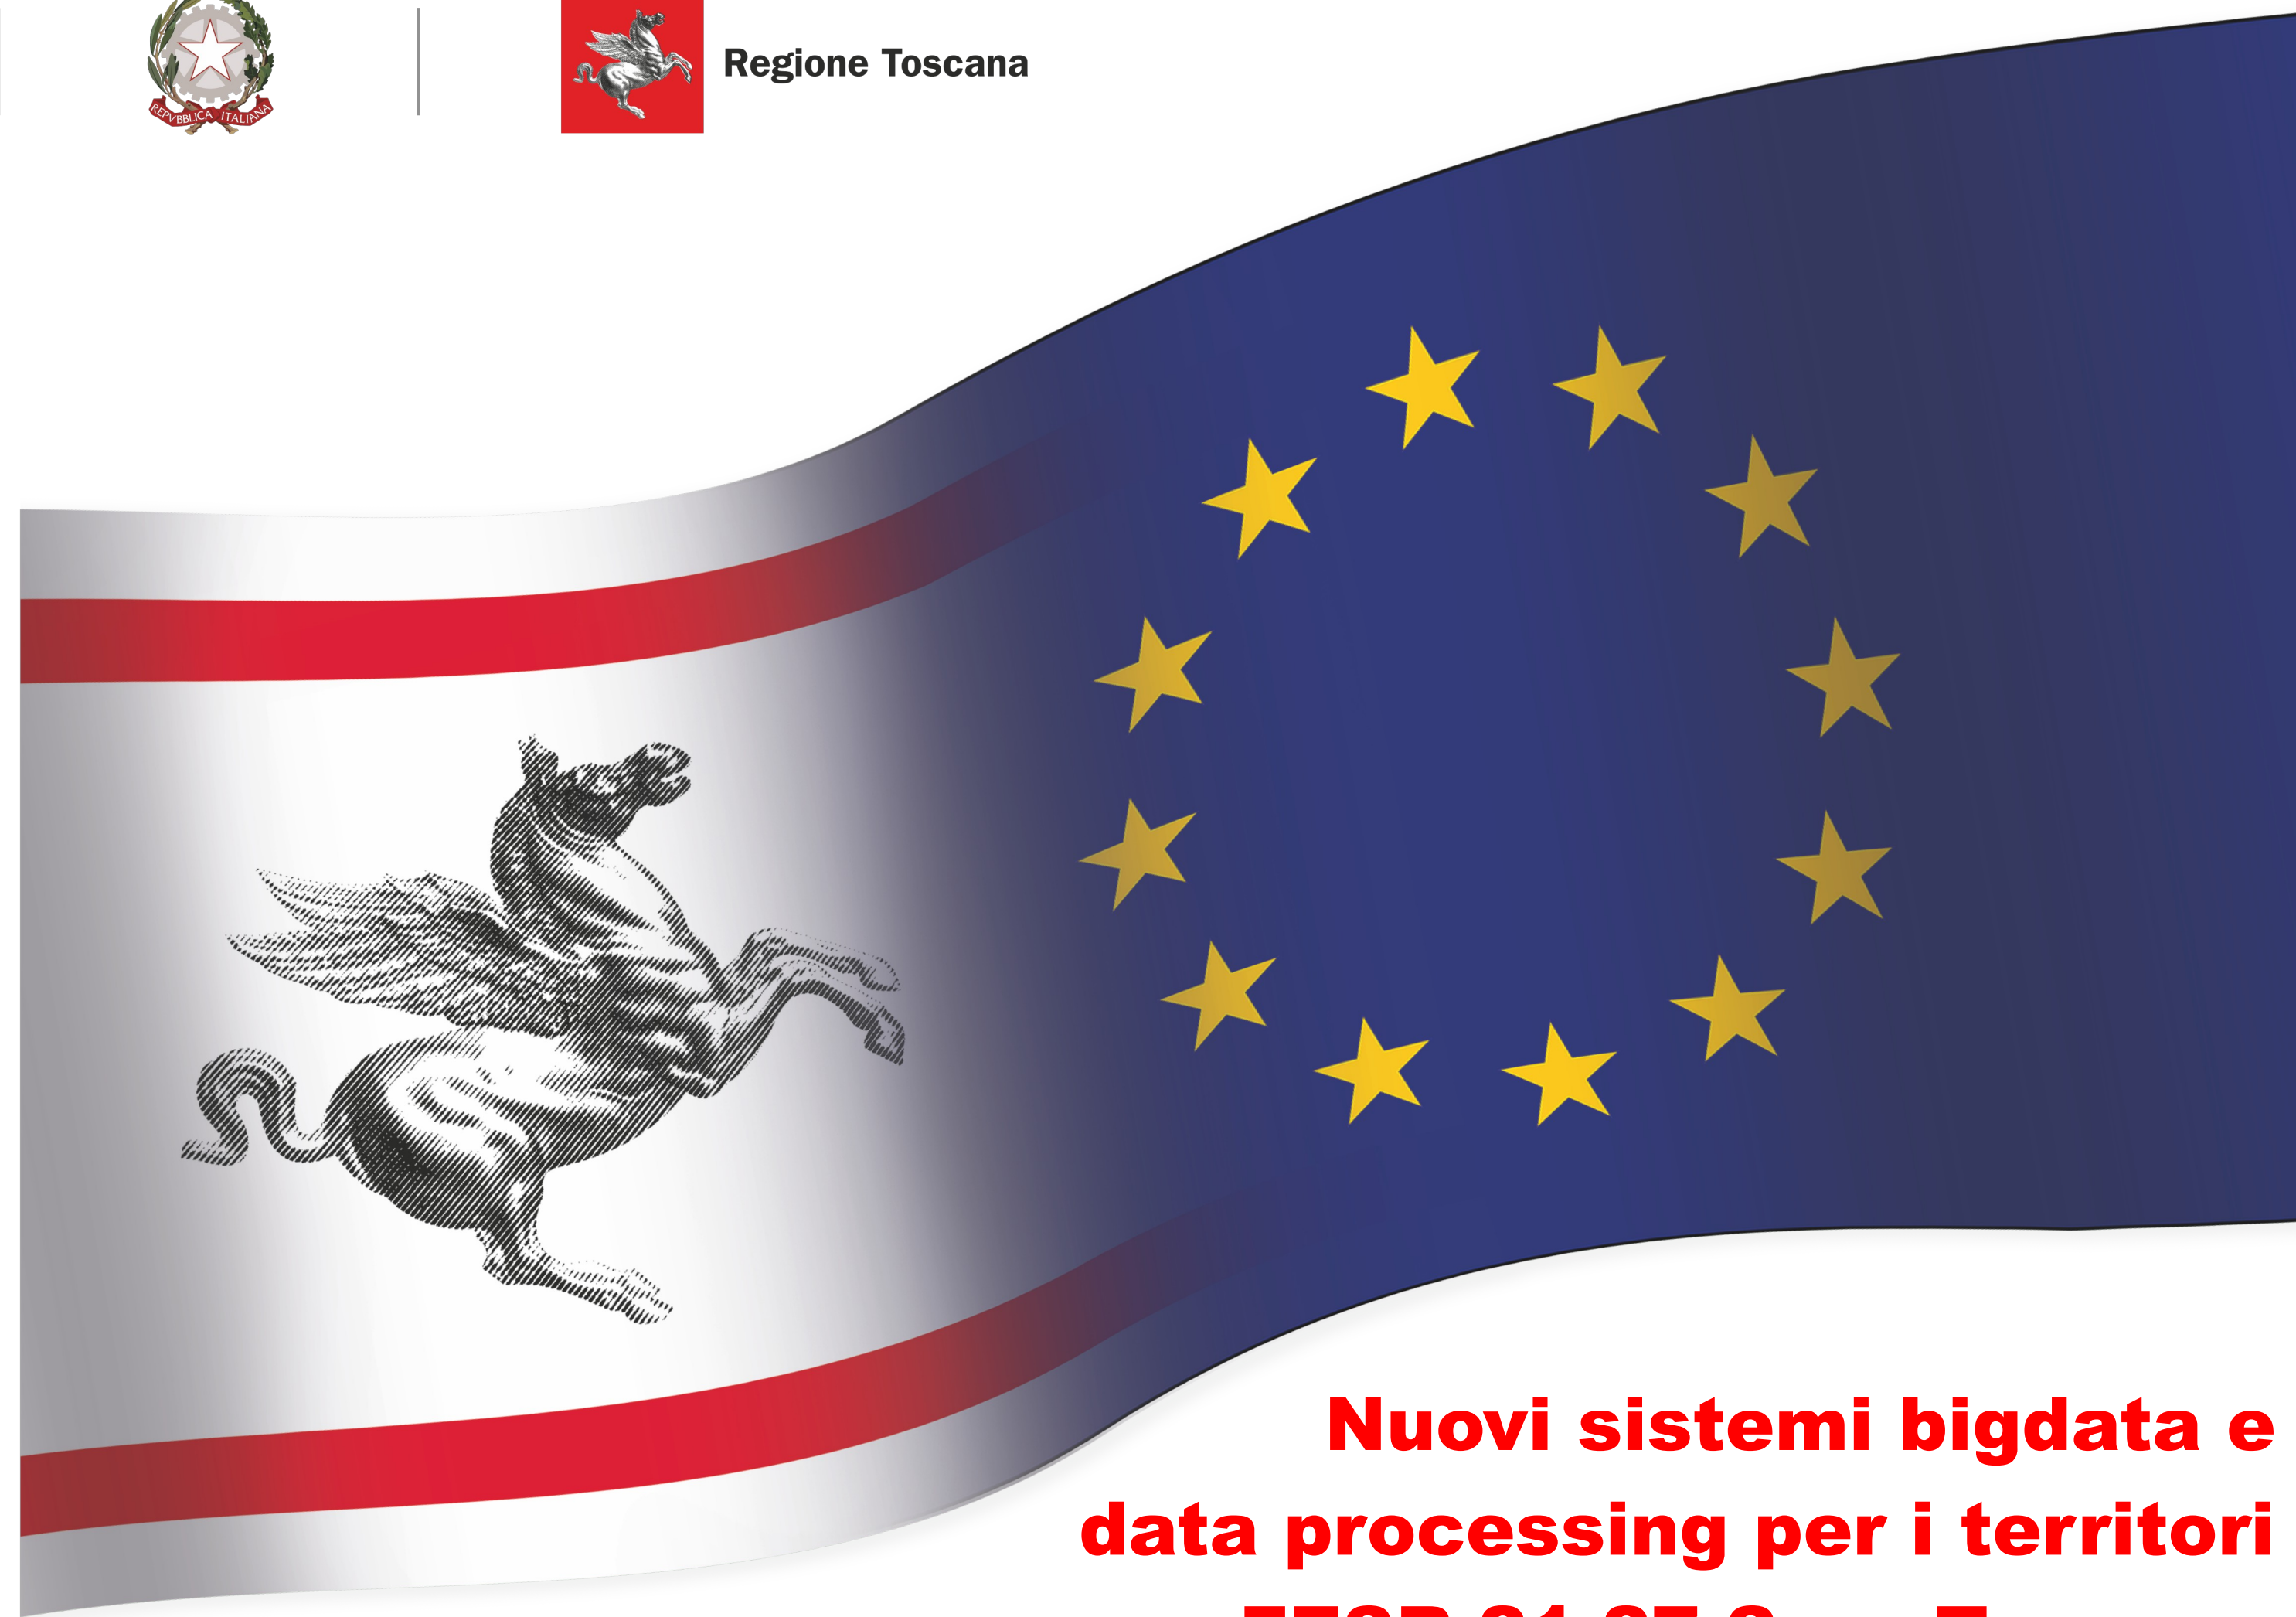 REPVBBLICA ITALIANA
Regione Toscana
Nuovi sistemi bigdata e
data processing per i territori